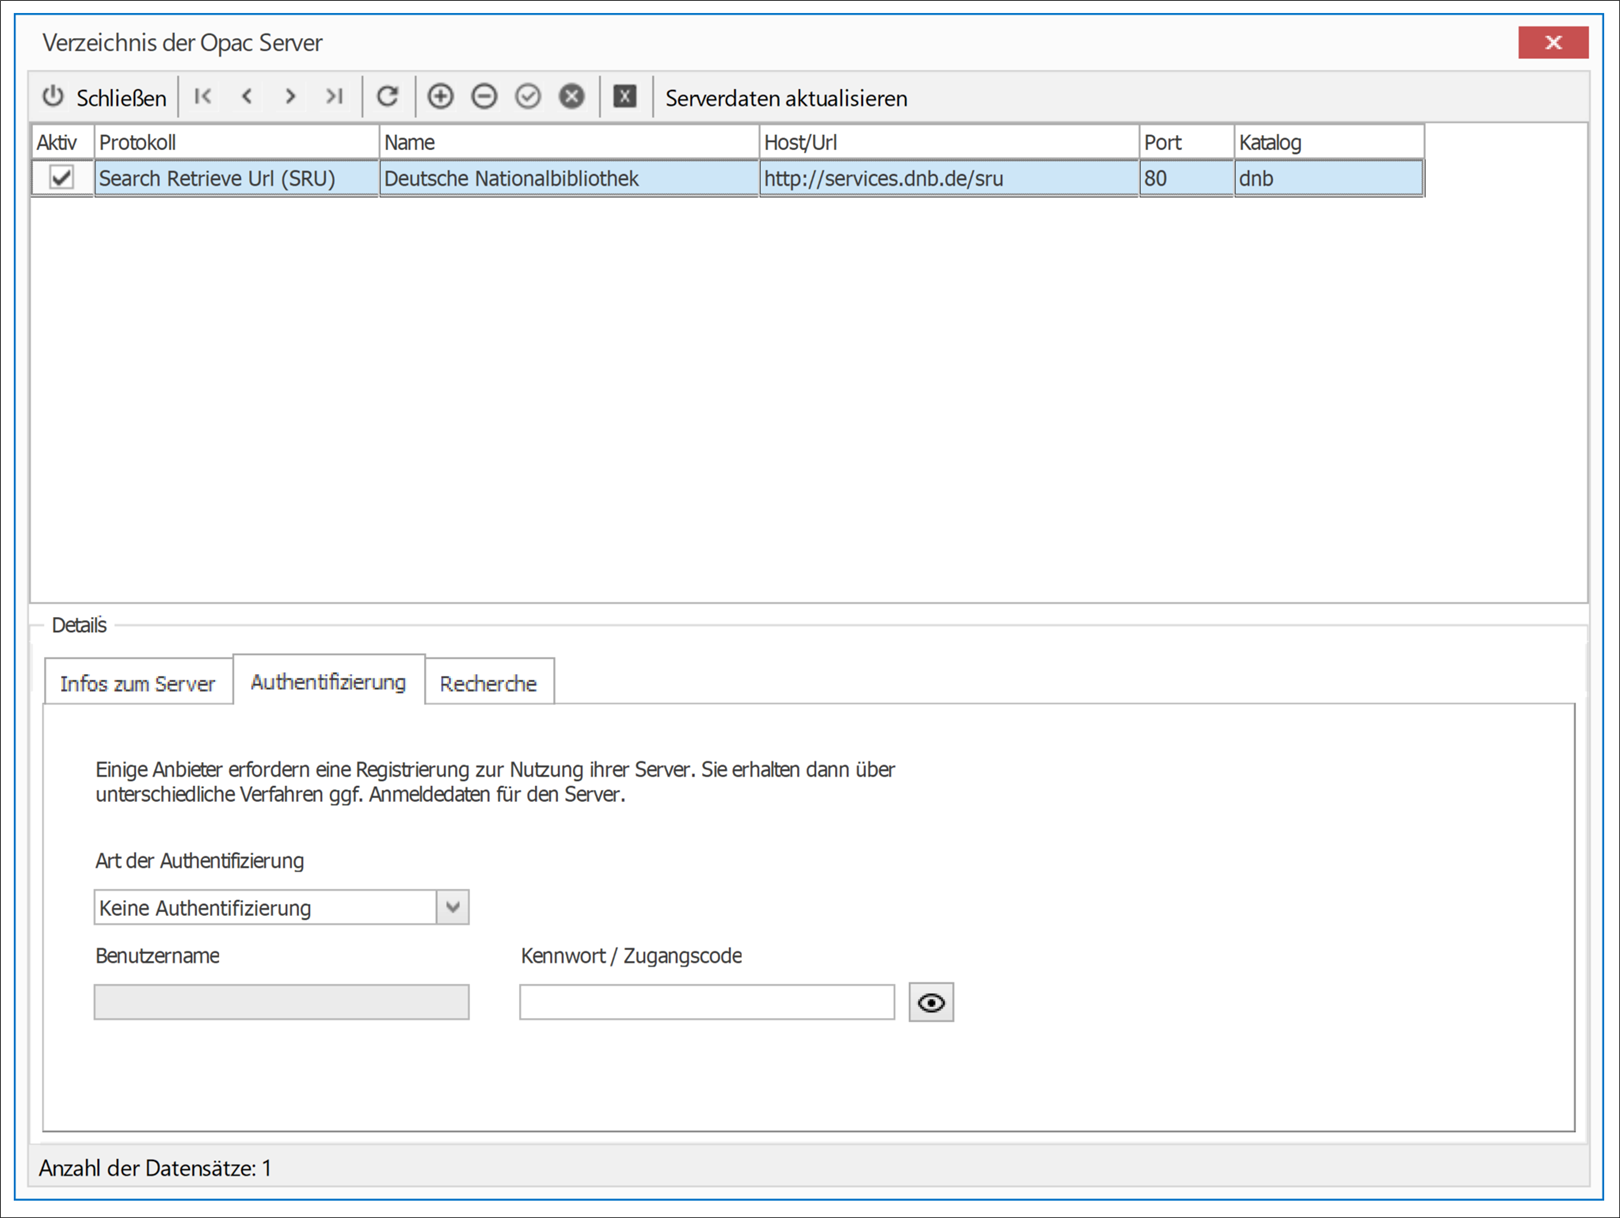 Verzeichnis der Opac Server
Schließen
Serverdaten aktualisieren
Aktiv Protokoll Name Host/Url Port Katalog
Search Retrieve Url (SRU) Deutsche Nationalbibliothek http://services.dnb.de/sru 80 dnb
Details
Infos zum Server Authentifizierung Recherche
Einige Anbieter erfordern eine Registrierung zur Nutzung ihrer Server. Sie erhalten dann über
unterschiedliche Verfahren ggf. Anmeldedaten für den Server.
Art der Authentifizierung
Keine Authentifizierung
Benutzername Kennwort / Zugangscode
Anzahl der Datensätze: 1